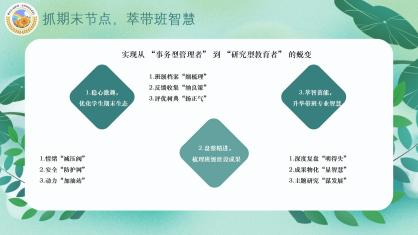 抓期末节点，萃带班智慧
实现从“事务型管理者”到“研究型教育者”的蜕变
1.稳心激趣，
优化学生期末生态
1.情绪“减压阀”
2.安全“防护网”
3.动力“加油站”
1.班级档案“细梳理”
2.反馈收集“纳良策”
3.评优树典“扬正气”
2.盘整精进，
梳理班级建设成果
3.萃智蓄能，
升华带班专业智慧
1.深度复盘“明得失”
2.成果物化“显智慧”
3.主题研究“谋发展”